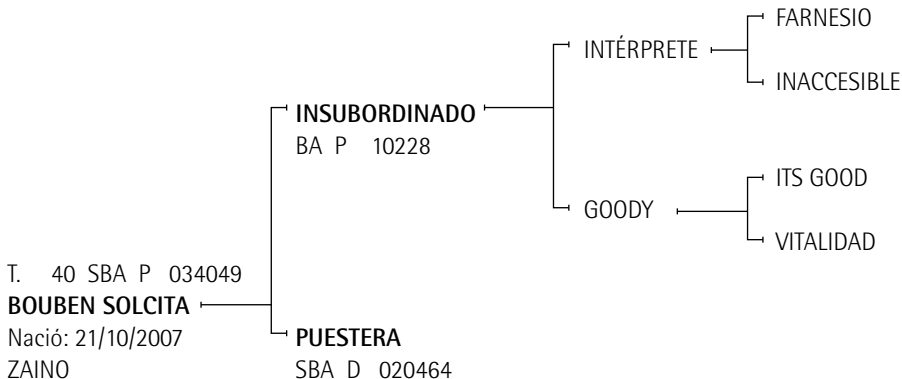 FARNESIO
INTÉRPRETE
INACCESIBLE
INSUBORDINADO
BA P 10228
ITS GOOD
GOODY
VITALIDAD
T. 40 SBA P 034049
BOUBEN SOLCITA
Nació: 21/10/2007
ZAINO
PUESTERA
SBA D 020464